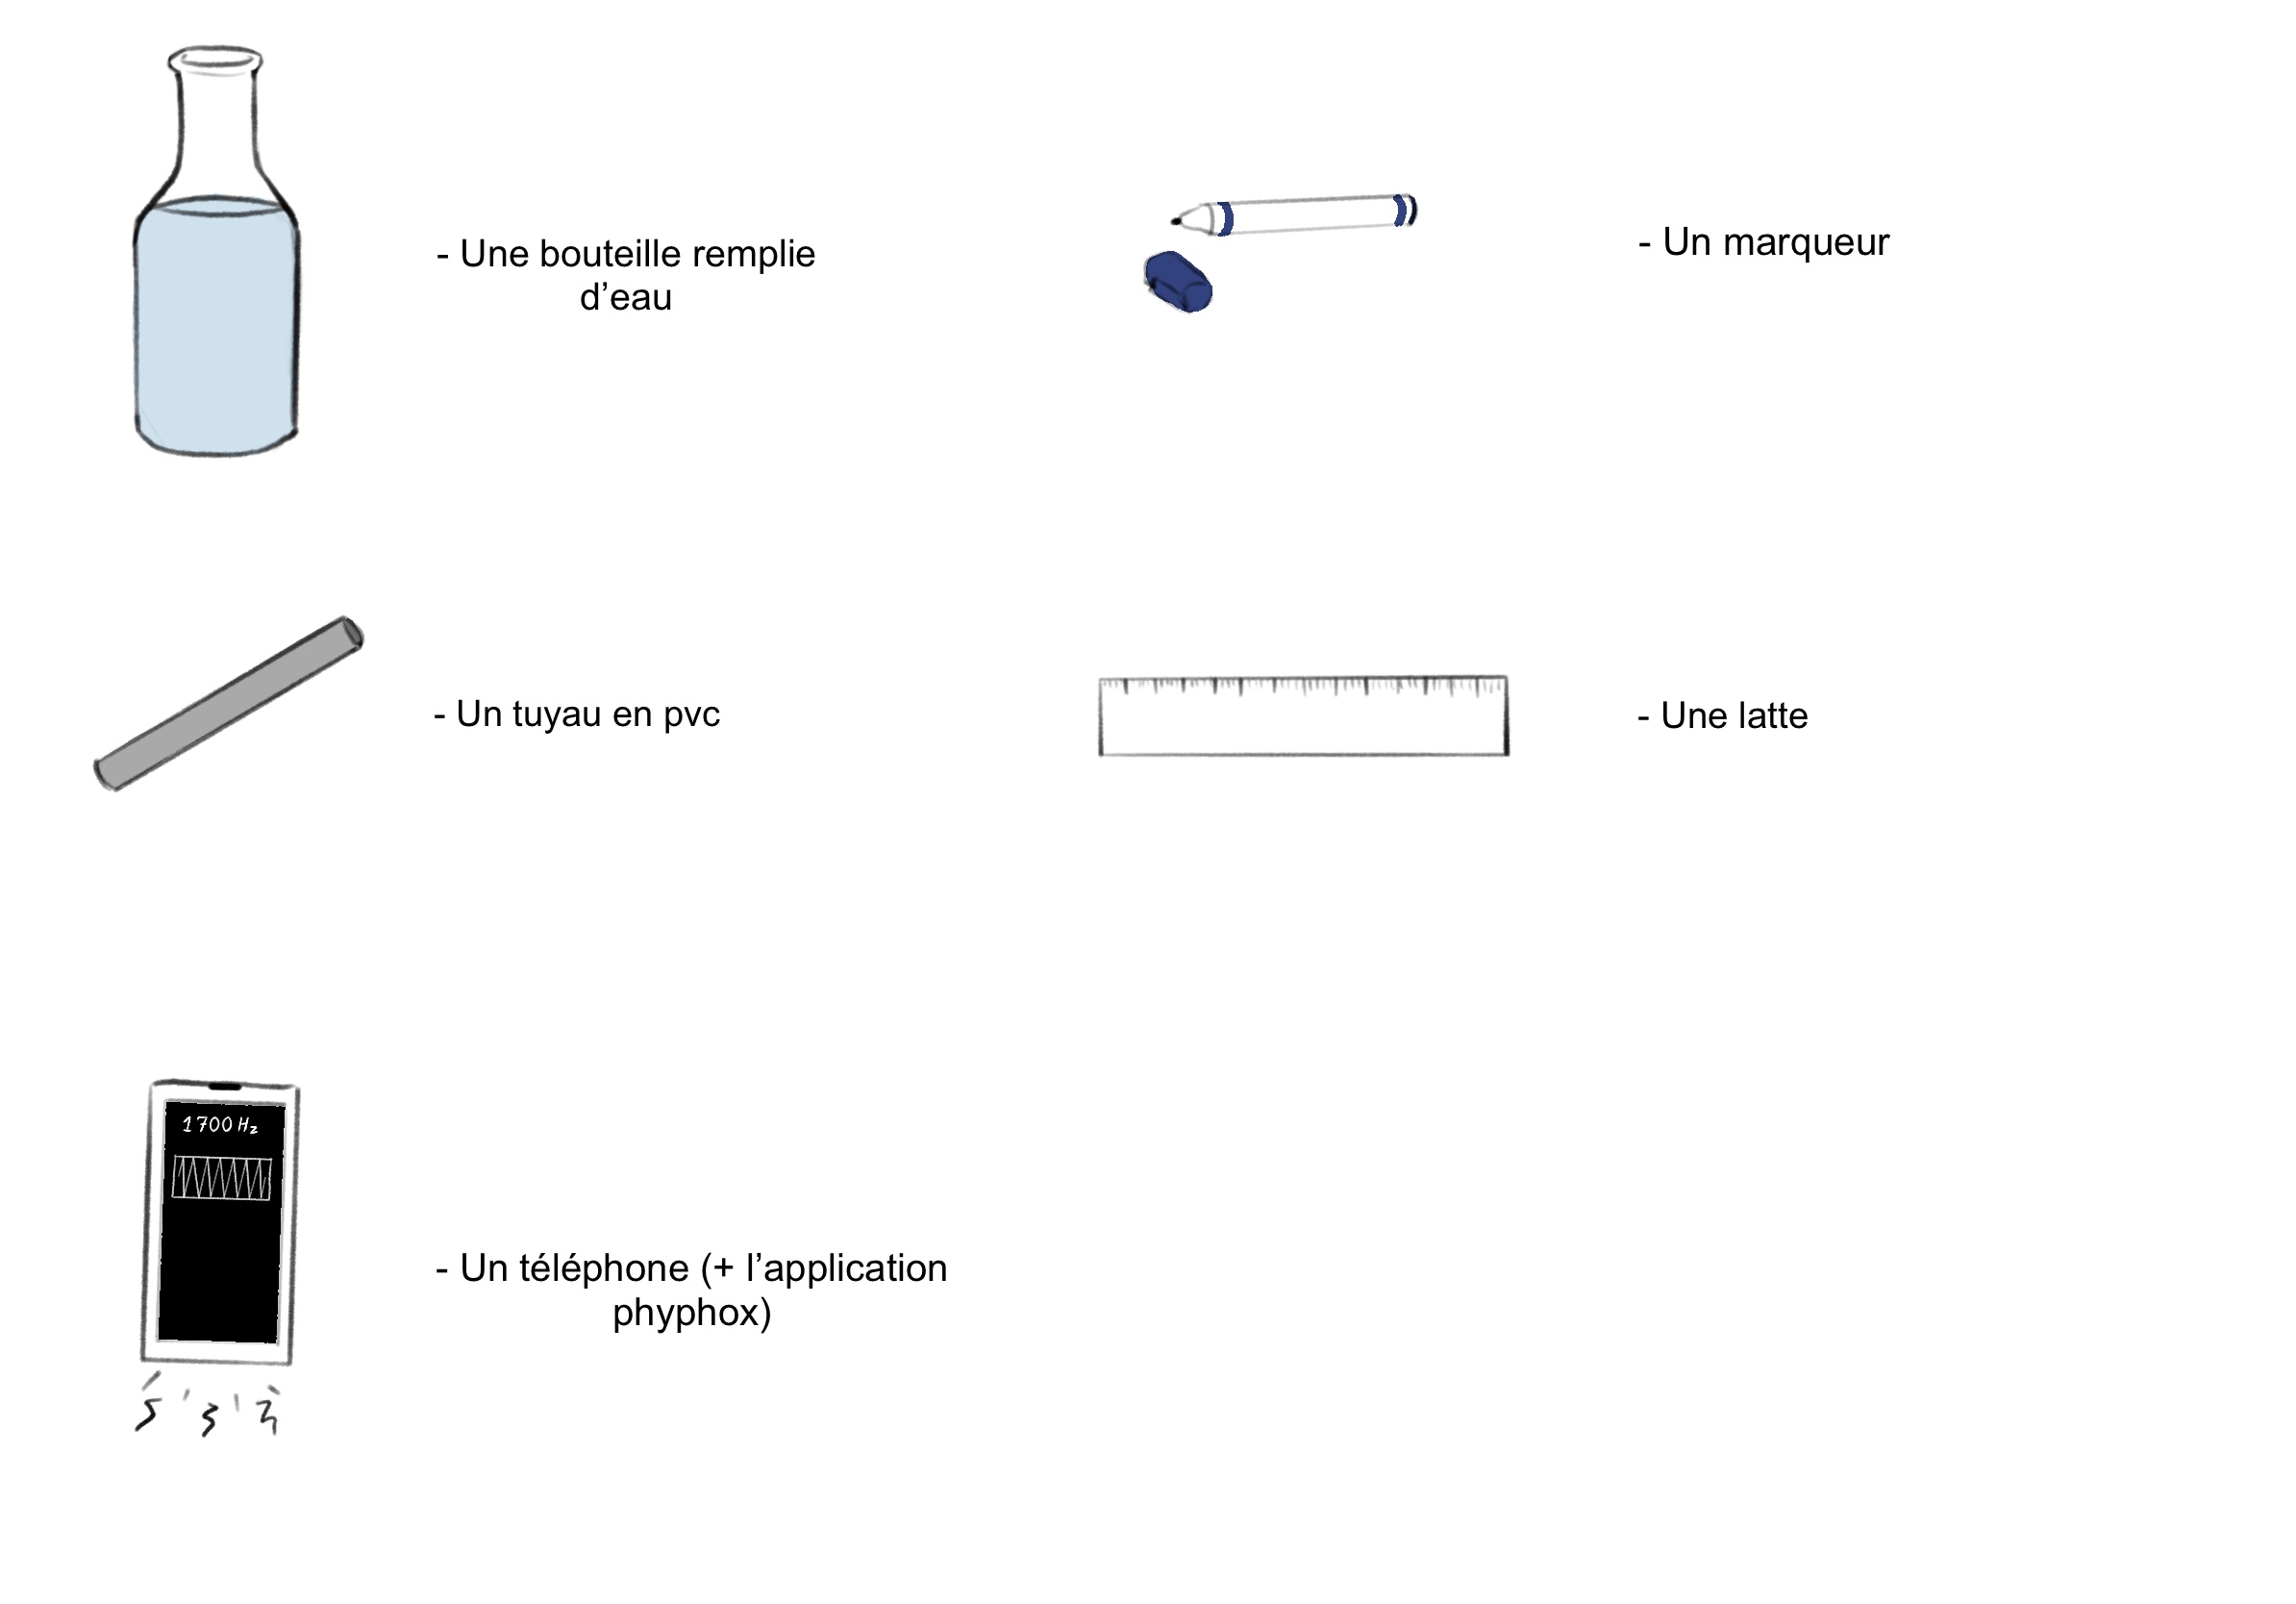 - Une bouteille remplie
d’eau
- Un marqueur
- Un tuyau en pvc
- Une latte
1700 Hz
- Un téléphone (+ l’application
phyphox)